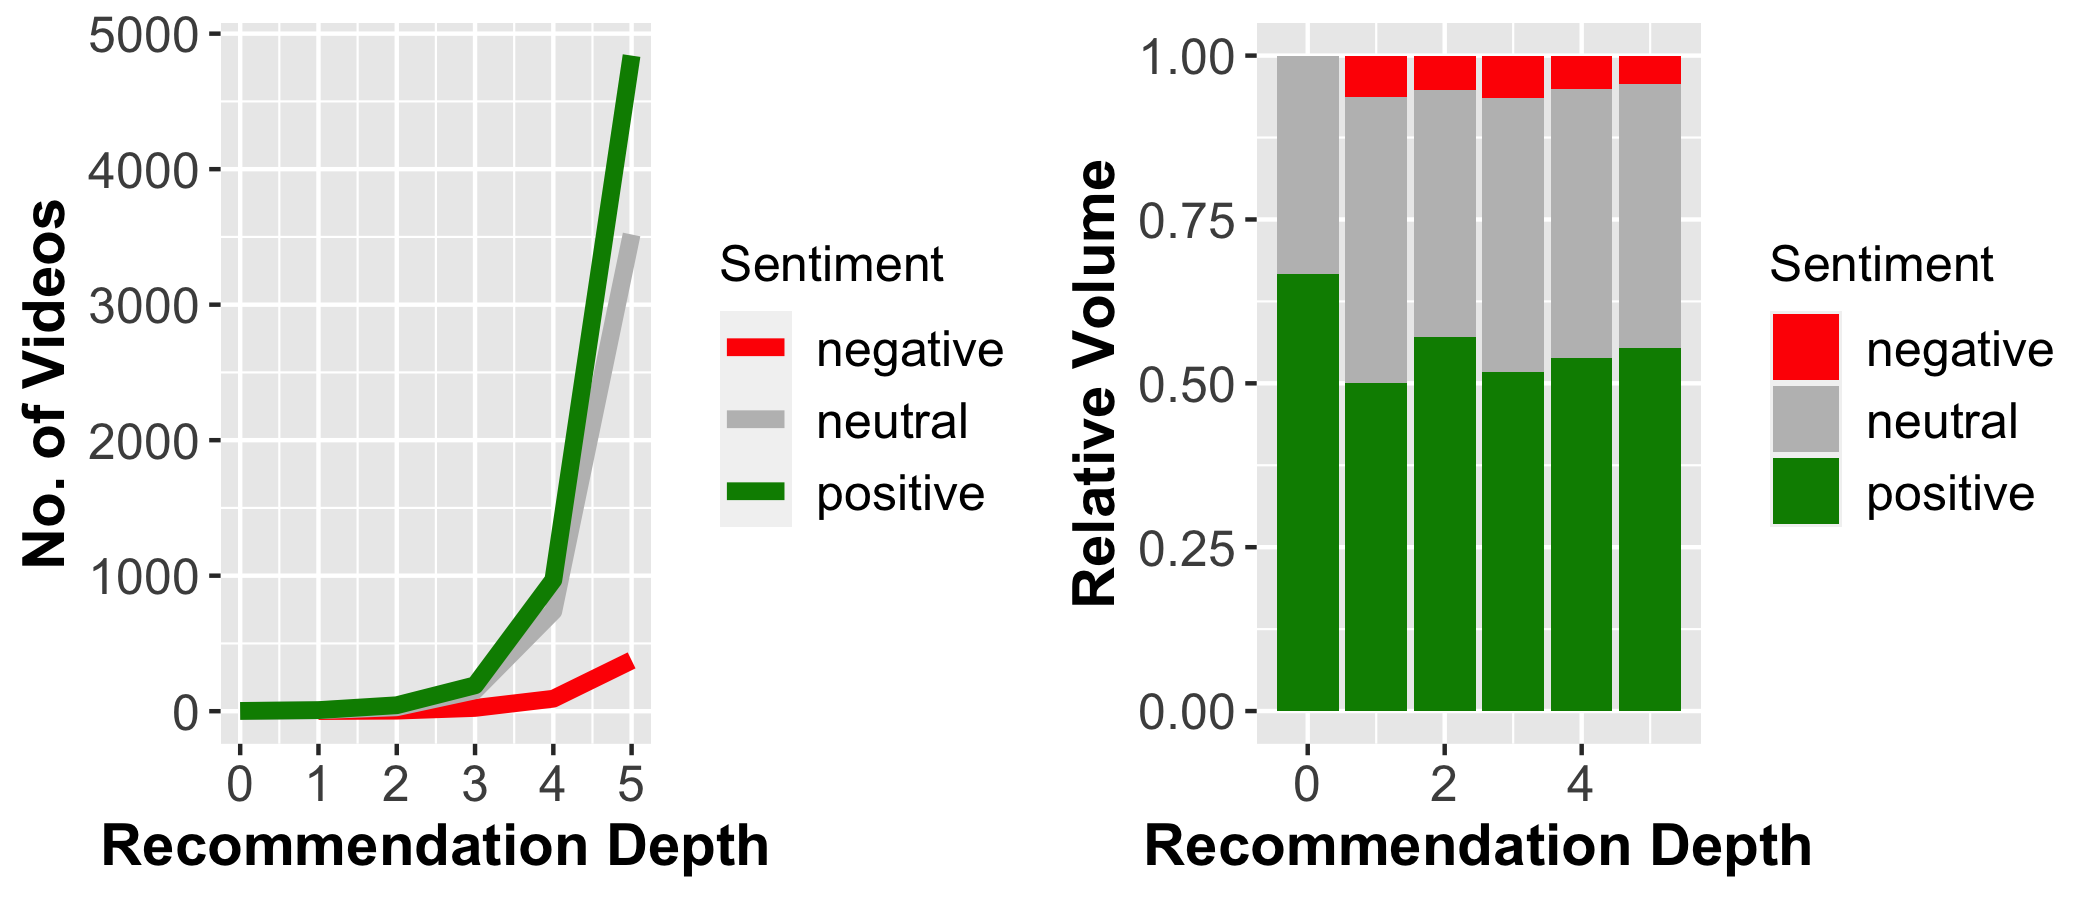 No. of Videos
5000
4000
3000
2000
1000
0
0 1 2 3 4 5
Recommendation Depth
Sentiment
negative
neutral
positive
Relative Volume
1.00
0.75
0.50
0.25
0.00
0 2 4
Recommendation Depth
Sentiment
negative
neutral
positive